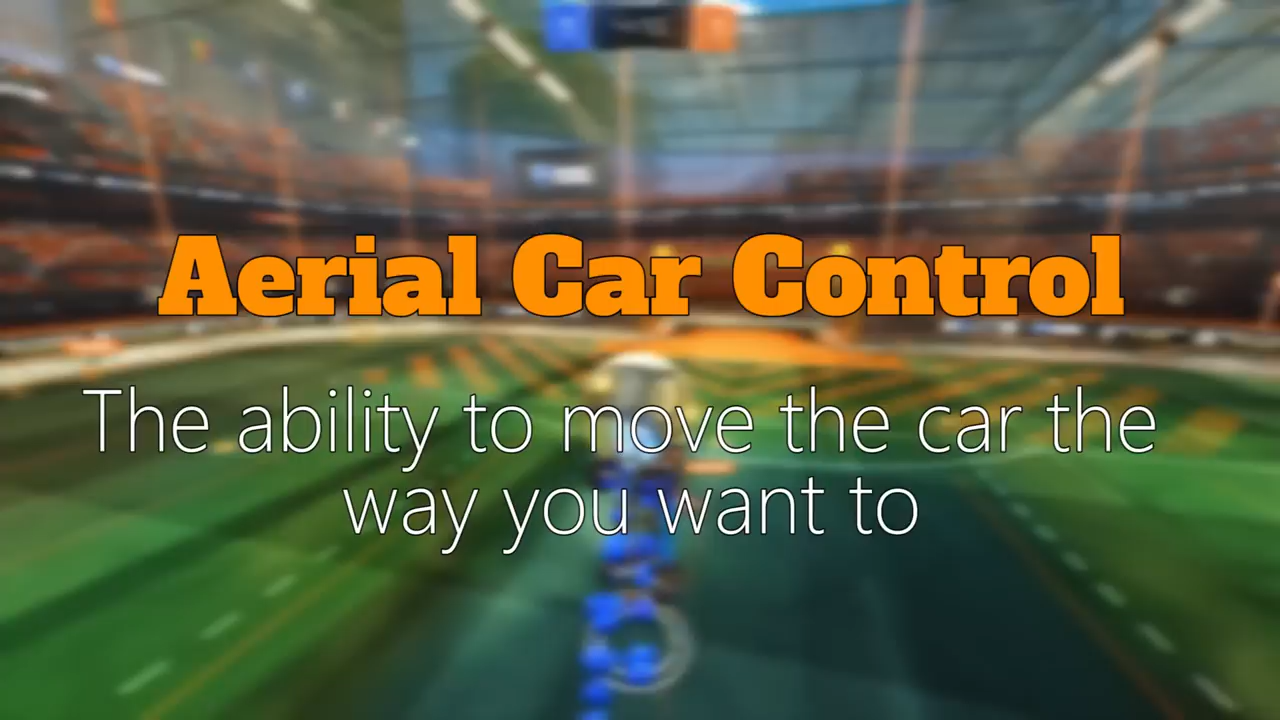 Aerial Car Control
The ability to move the car the
way you want to